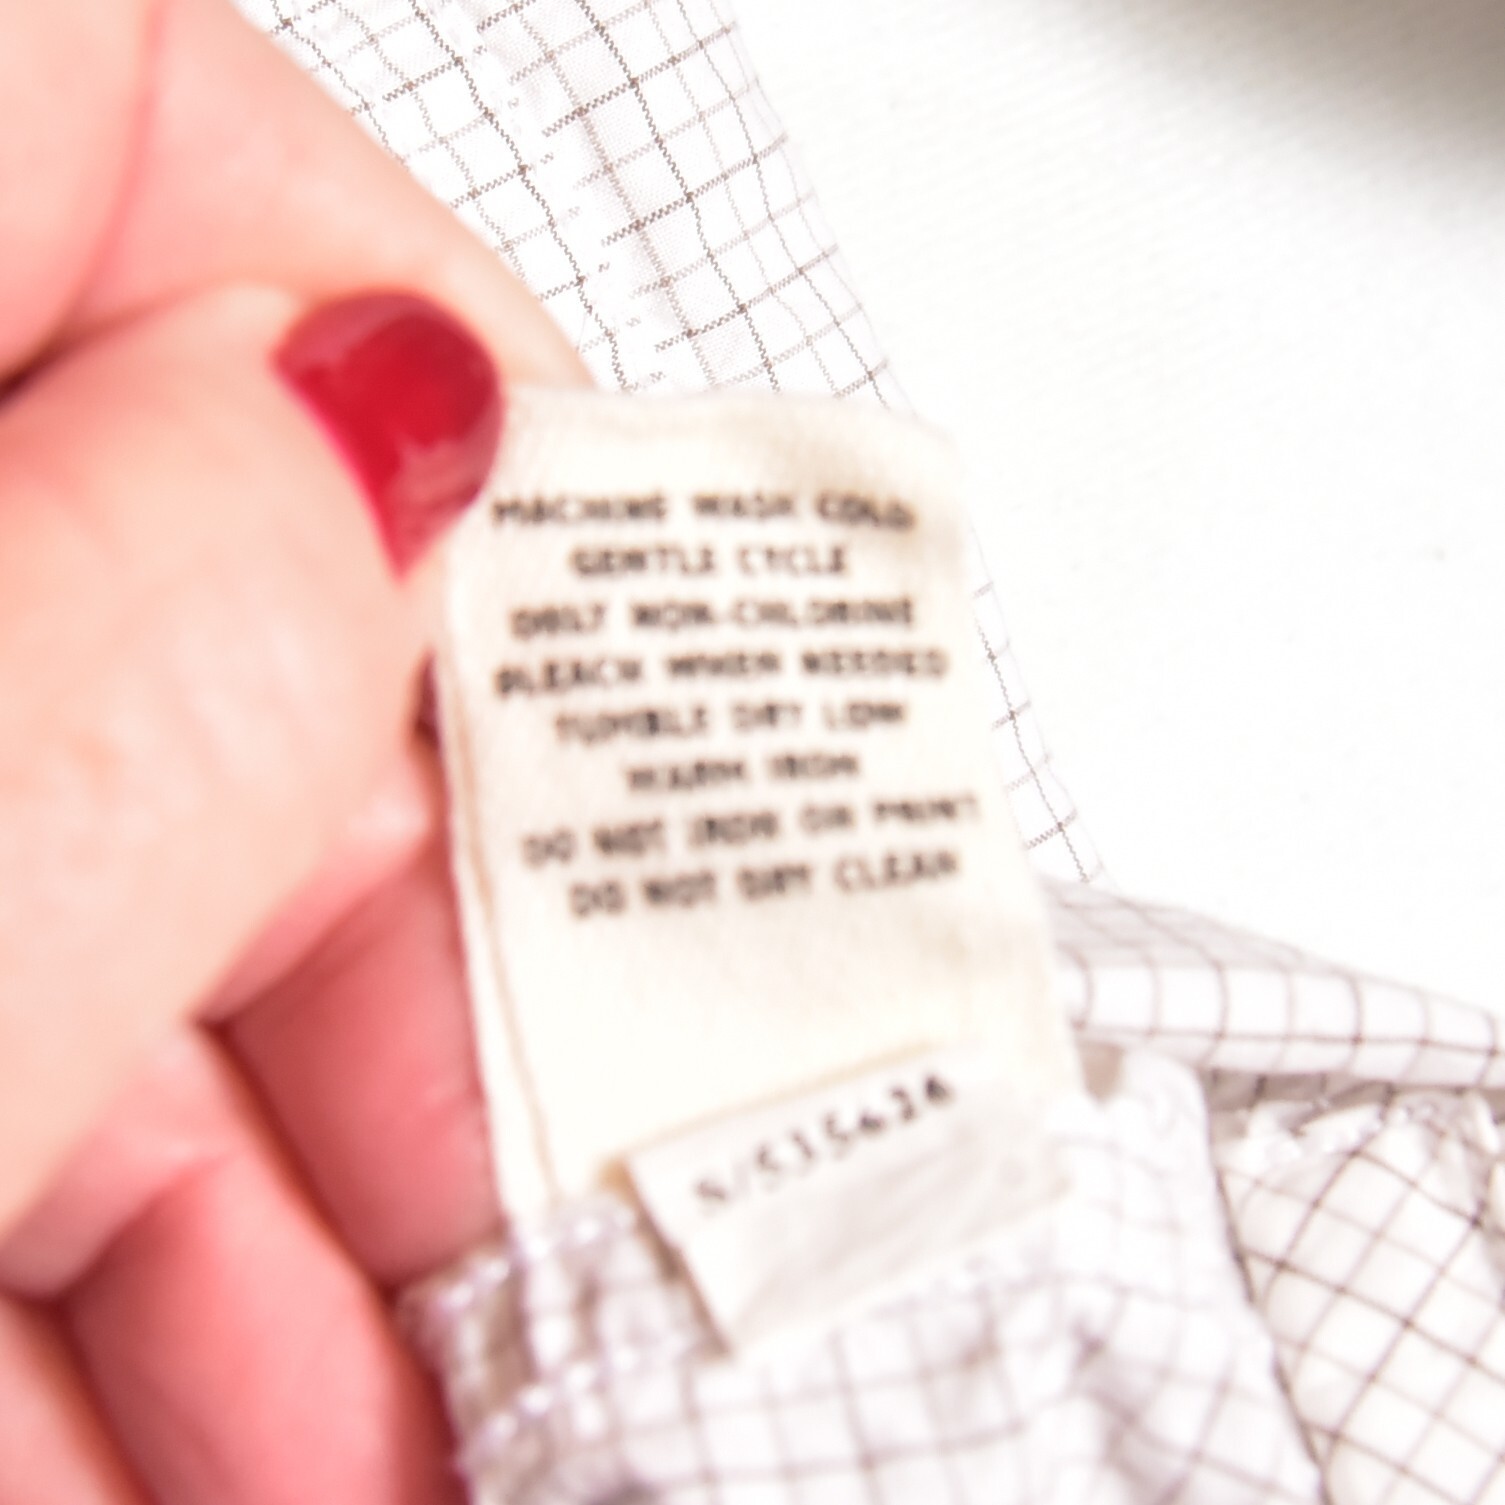 MACHINE WASH COLD
GENTLE CYCLE
ONLY NON-CHLORINE
BLEACH WHEN NEEDED
TUMBLE DRY LOW
WARM IRON
DO NOT IRON ON PRINT
DO NOT DRY CLEAN